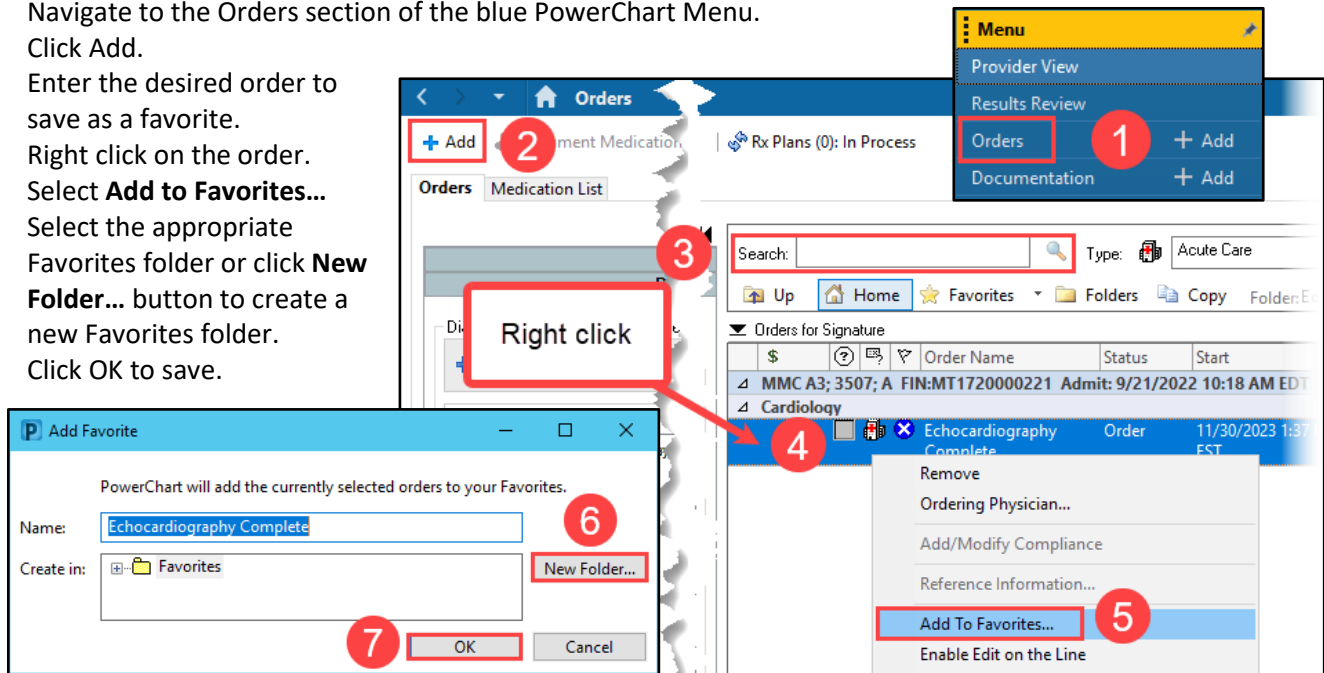 Navigate to the Orders section of the blue PowerChart Menu.
Click Add.
Enter the desired order to
save as a favorite.
Right click on the order.
Select Add to Favorites…
Select the appropriate
Favorites folder or click New
Folder… button to create a
new Favorites folder.
Click OK to save.
Menu
Provider View
Results Review
Orders 1 + Add
Documentation + Add
Orders
+ Add 2 ment Medication Rx Plans (0): In Process
Orders Medication List
3
Search: Type: Acute Care
Up Home Favorites Folders Copy Folder:
Right click
Orders for Signature
$ Order Name Status Start
MMC A3; 3507; A FIN:MT1720000221 Admit: 9/21/2022 10:18 AM EDT
Cardiology
4 Echocardiography Order 11/30/2023 1:37
Complete EST
Remove
Ordering Physician...
Add/Modify Compliance
Reference Information...
Add To Favorites... 5
Enable Edit on the Line
P Add Favorite
PowerChart will add the currently selected orders to your Favorites.
Name: Echocardiography Complete 6
Create in: Favorites New Folder...
7 OK Cancel